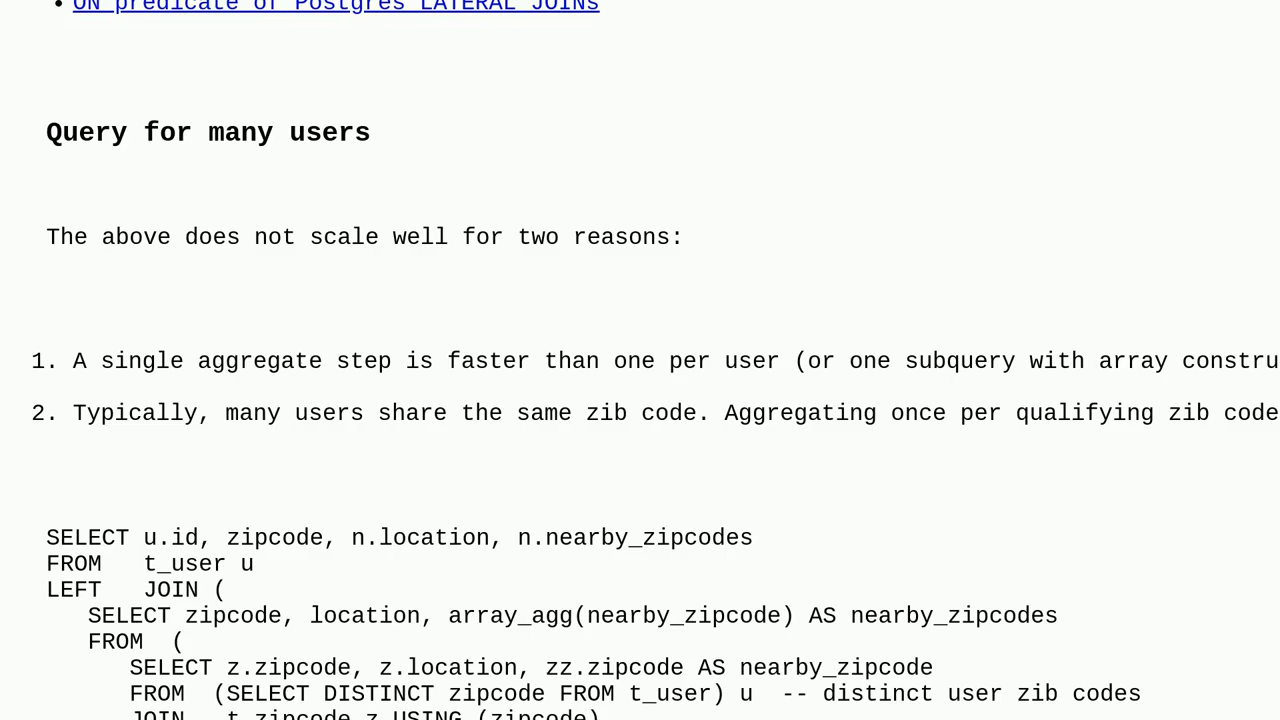 • ON predicate of Postgres LATERAL JOINs
Query for many users
The above does not scale well for two reasons:
1. A single aggregate step is faster than one per user (or one subquery with array constru
2. Typically, many users share the same zib code. Aggregating once per qualifying zib code
SELECT u.id, zipcode, n.location, n.nearby_zipcodes
FROM   t_user u
LEFT   JOIN (
   SELECT zipcode, location, array_agg(nearby_zipcode) AS nearby_zipcodes
   FROM  (
      SELECT z.zipcode, z.location, zz.zipcode AS nearby_zipcode
      FROM  (SELECT DISTINCT zipcode FROM t_user) u  -- distinct user zib codes
      JOIN   t_zipcode z USING (zipcode)